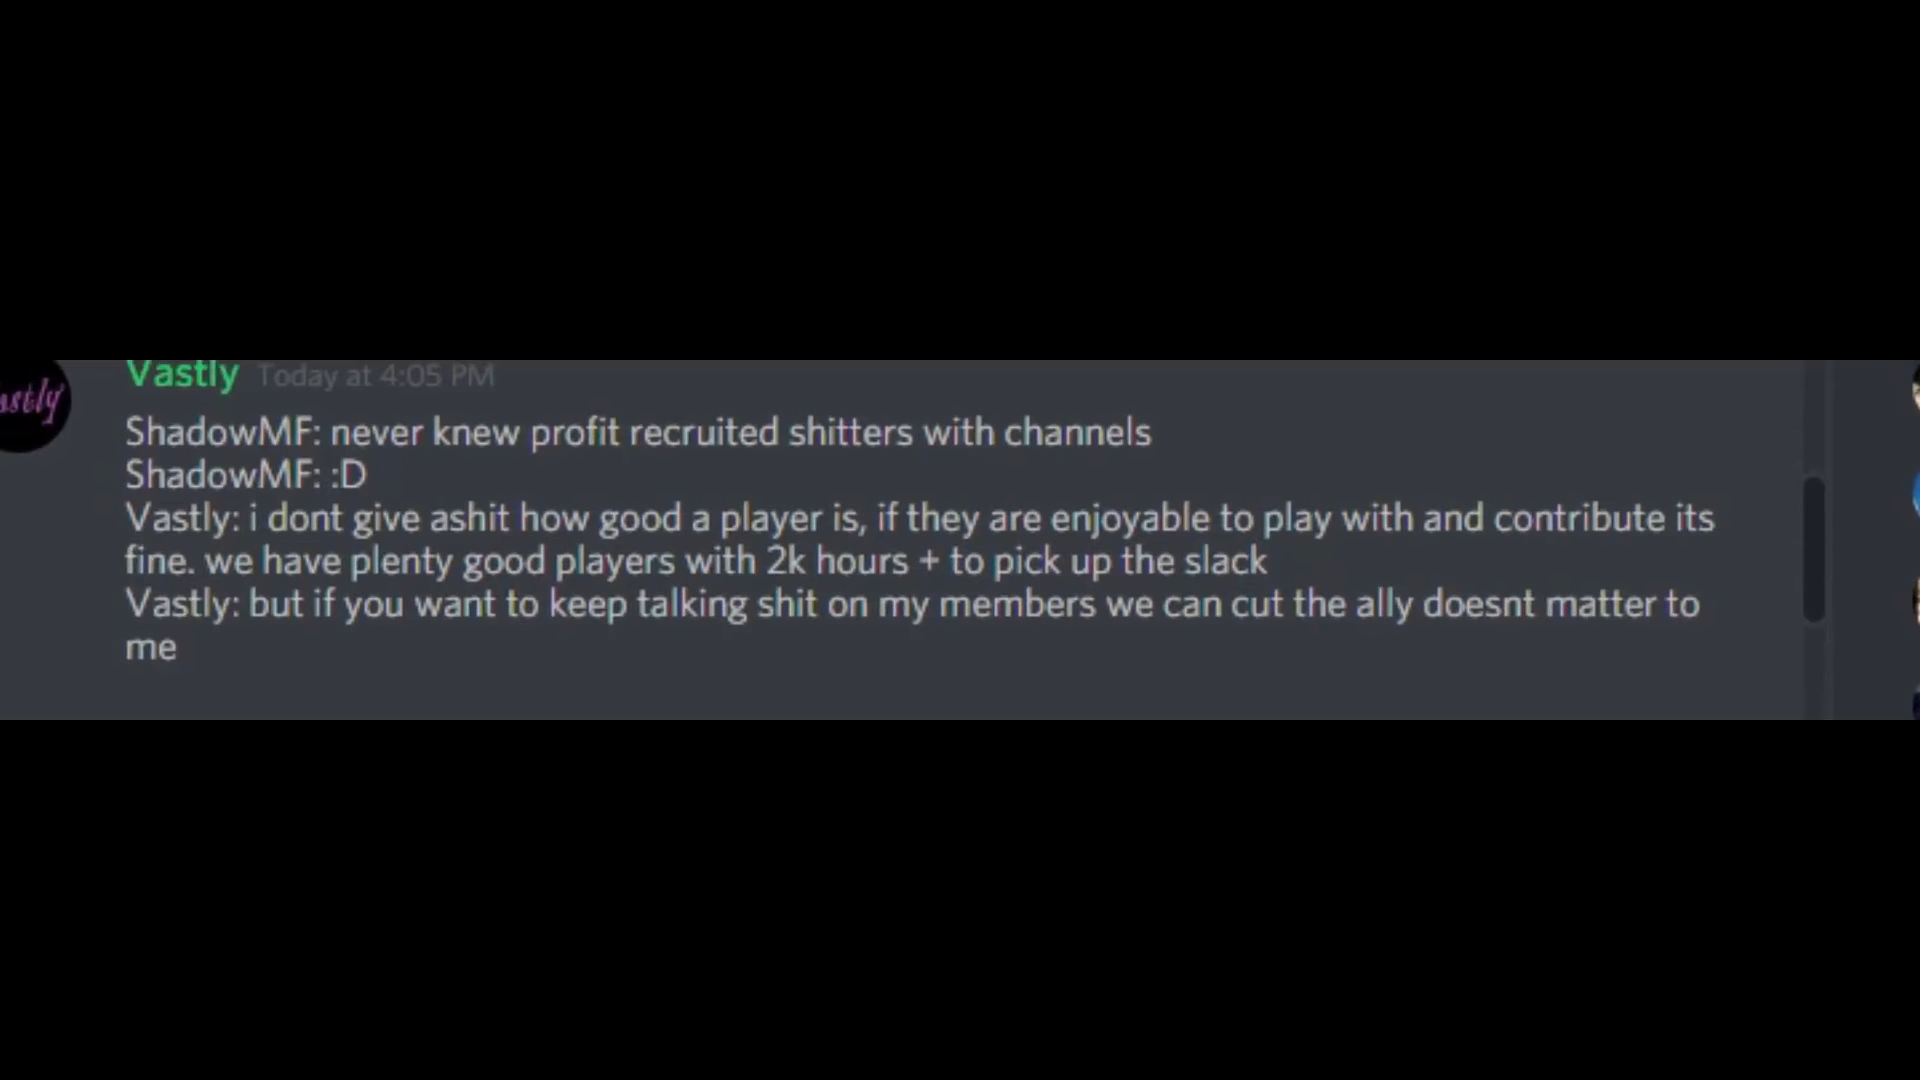 Vastly Today at 4:05 PM
ShadowMF: never knew profit recruited shitters with channels
ShadowMF: :D
Vastly: i dont give ashit how good a player is, if they are enjoyable to play with and contribute its
fine. we have plenty good players with 2k hours + to pick up the slack
Vastly: but if you want to keep talking shit on my members we can cut the ally doesnt matter to
me